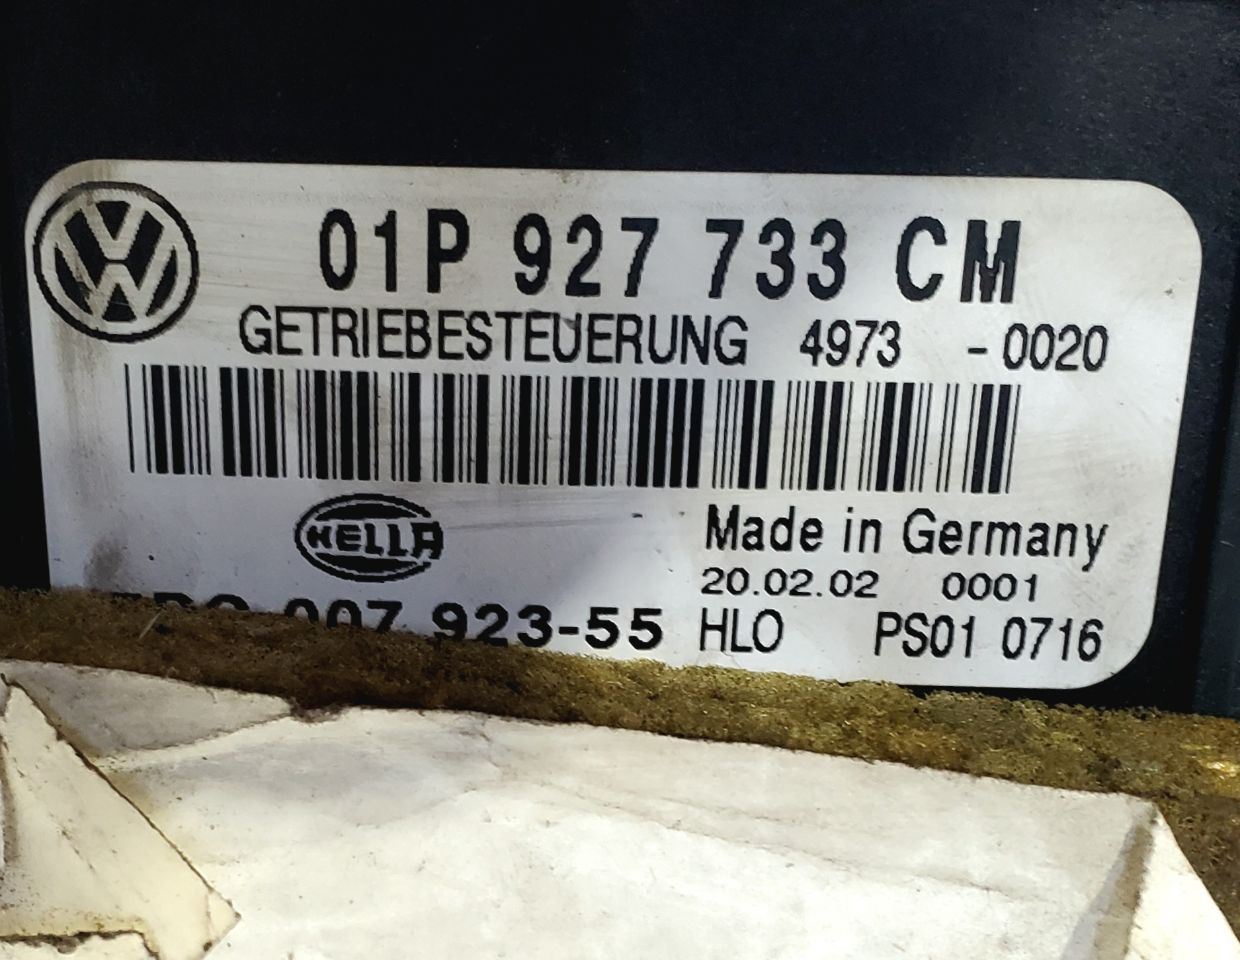 01P 927 733 CM
GETRIEBESTEUERUNG 4973 -0020
HELLA
Made in Germany
20.02.02 0001
007 923-55 HLO PS01 0716